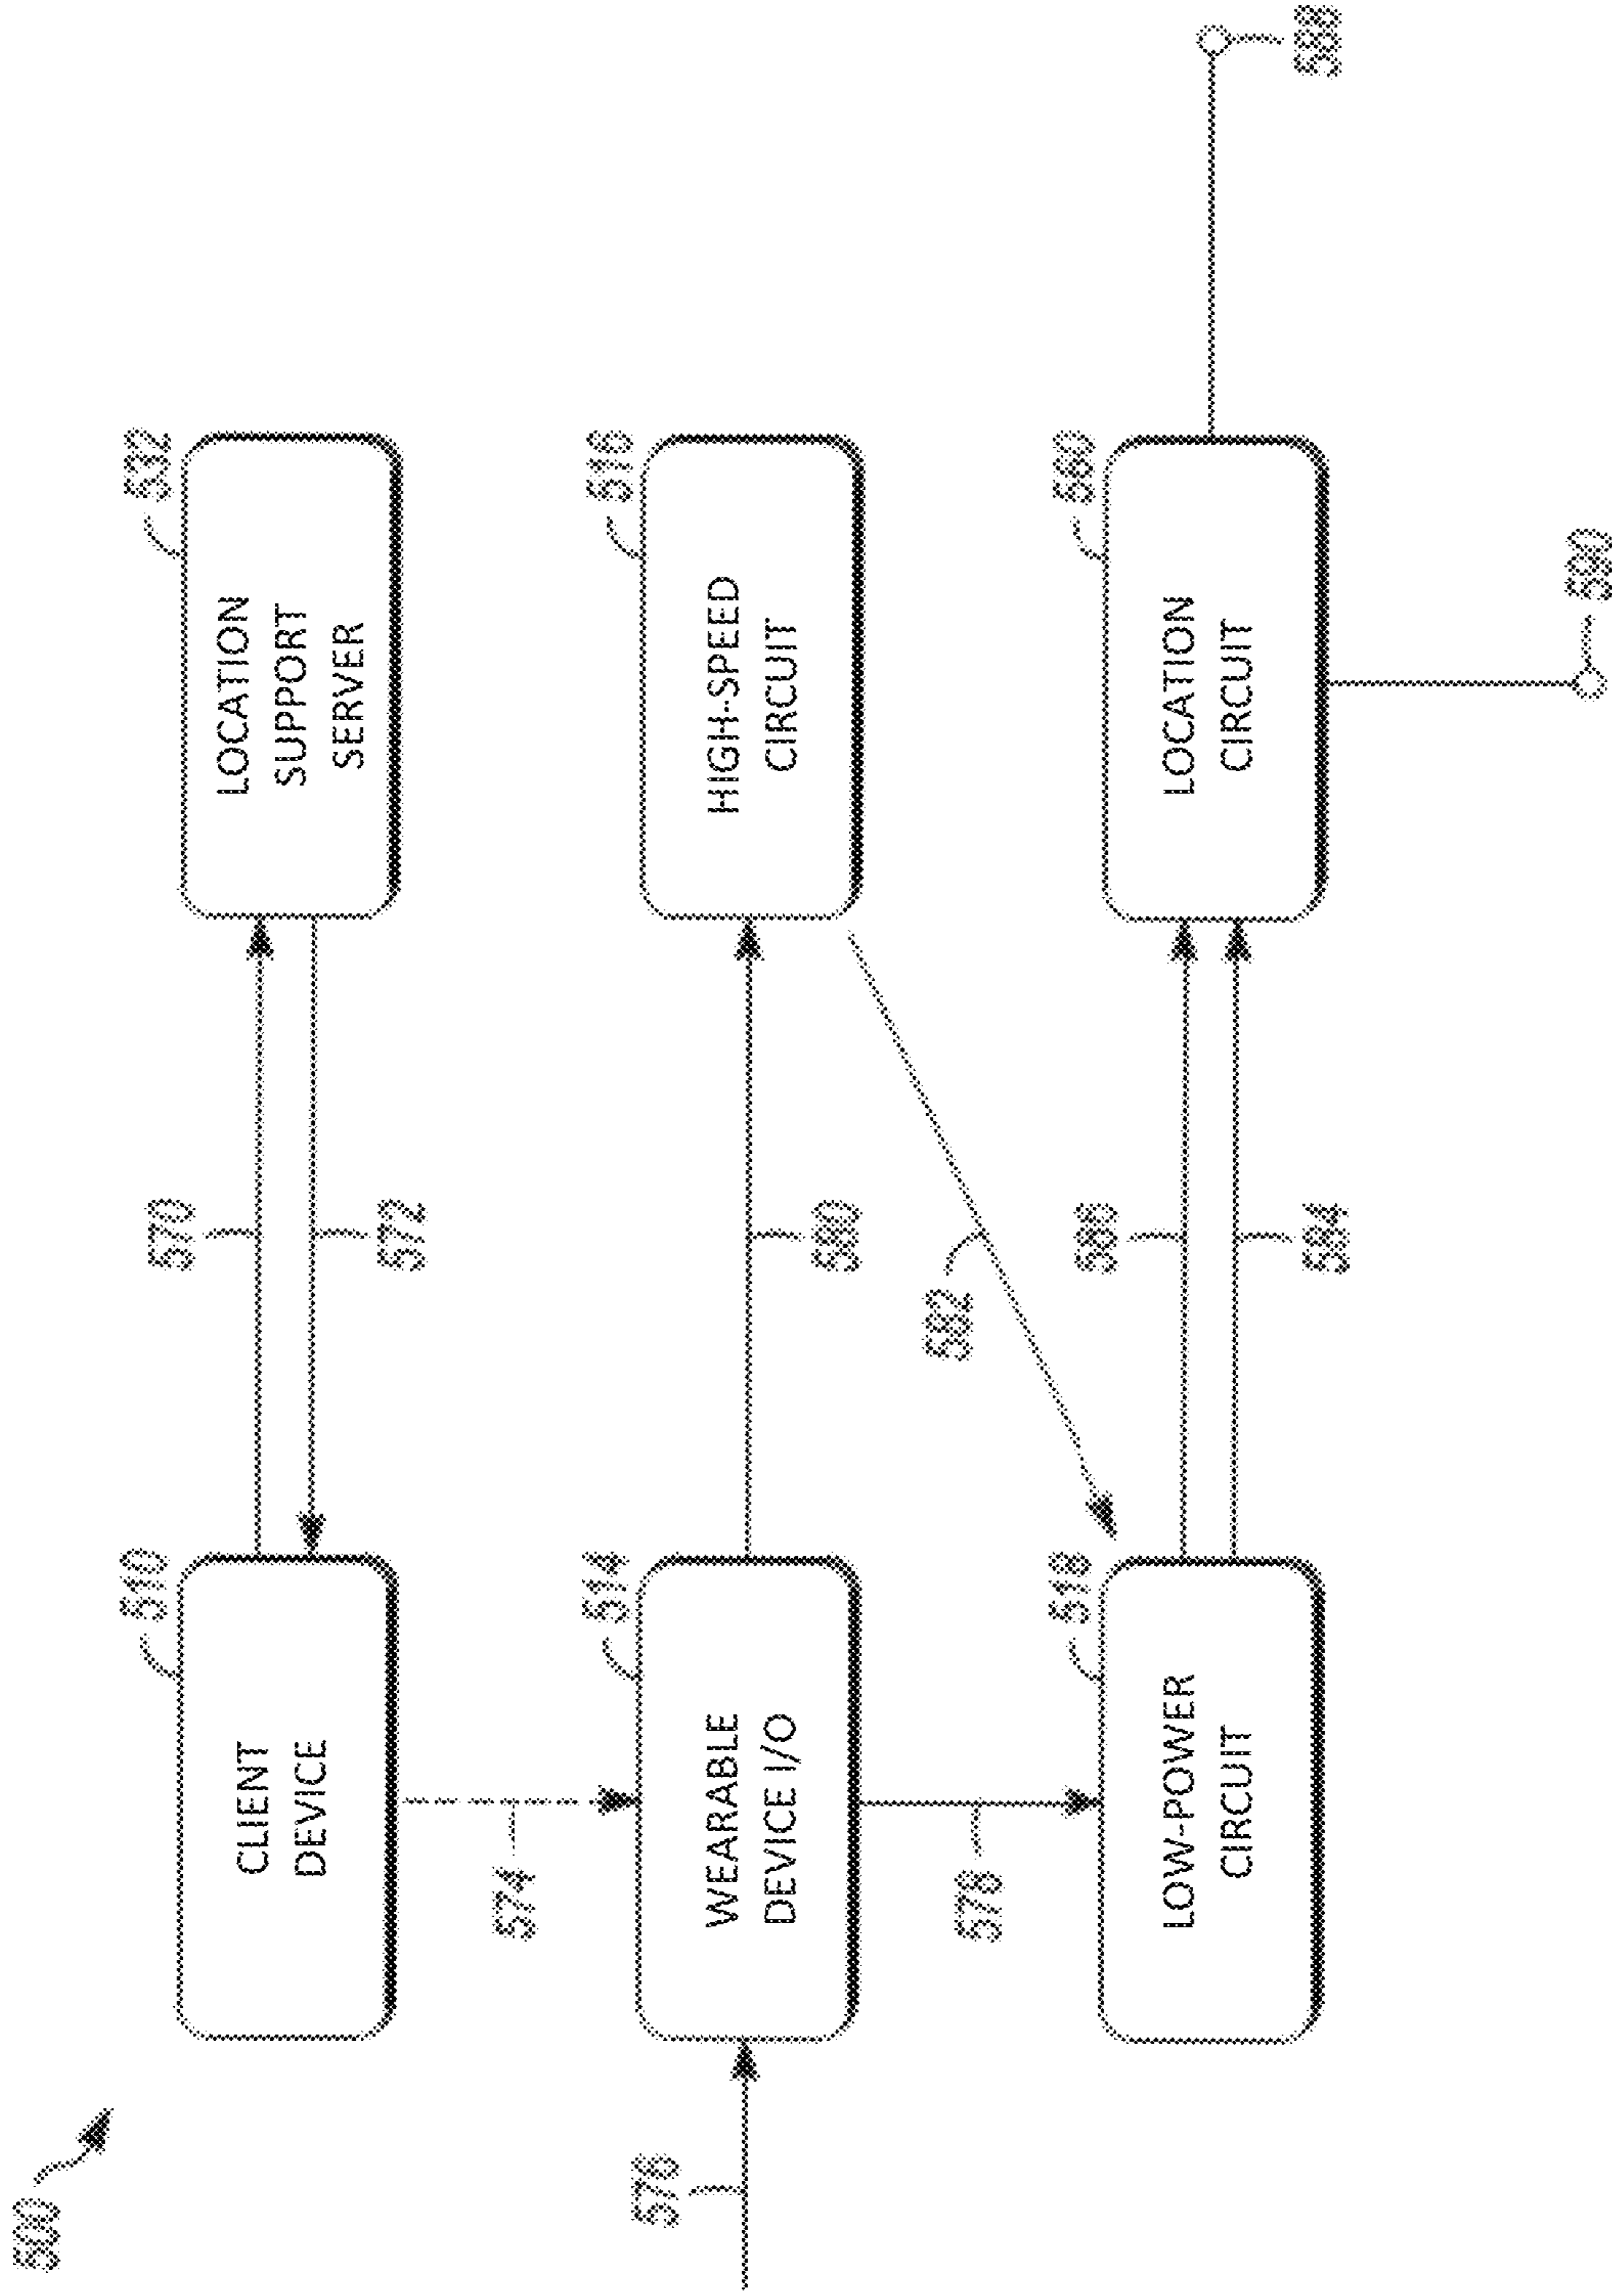 500
510
CLIENT
DEVICE
570
572
532
LOCATION
SUPPORT
SERVER
574
576
514
WEARABLE
DEVICE I/O
580
516
HIGH-SPEED
CIRCUIT
578
582
518
LOW-POWER
CIRCUIT
586
584
560
LOCATION
CIRCUIT
588
590